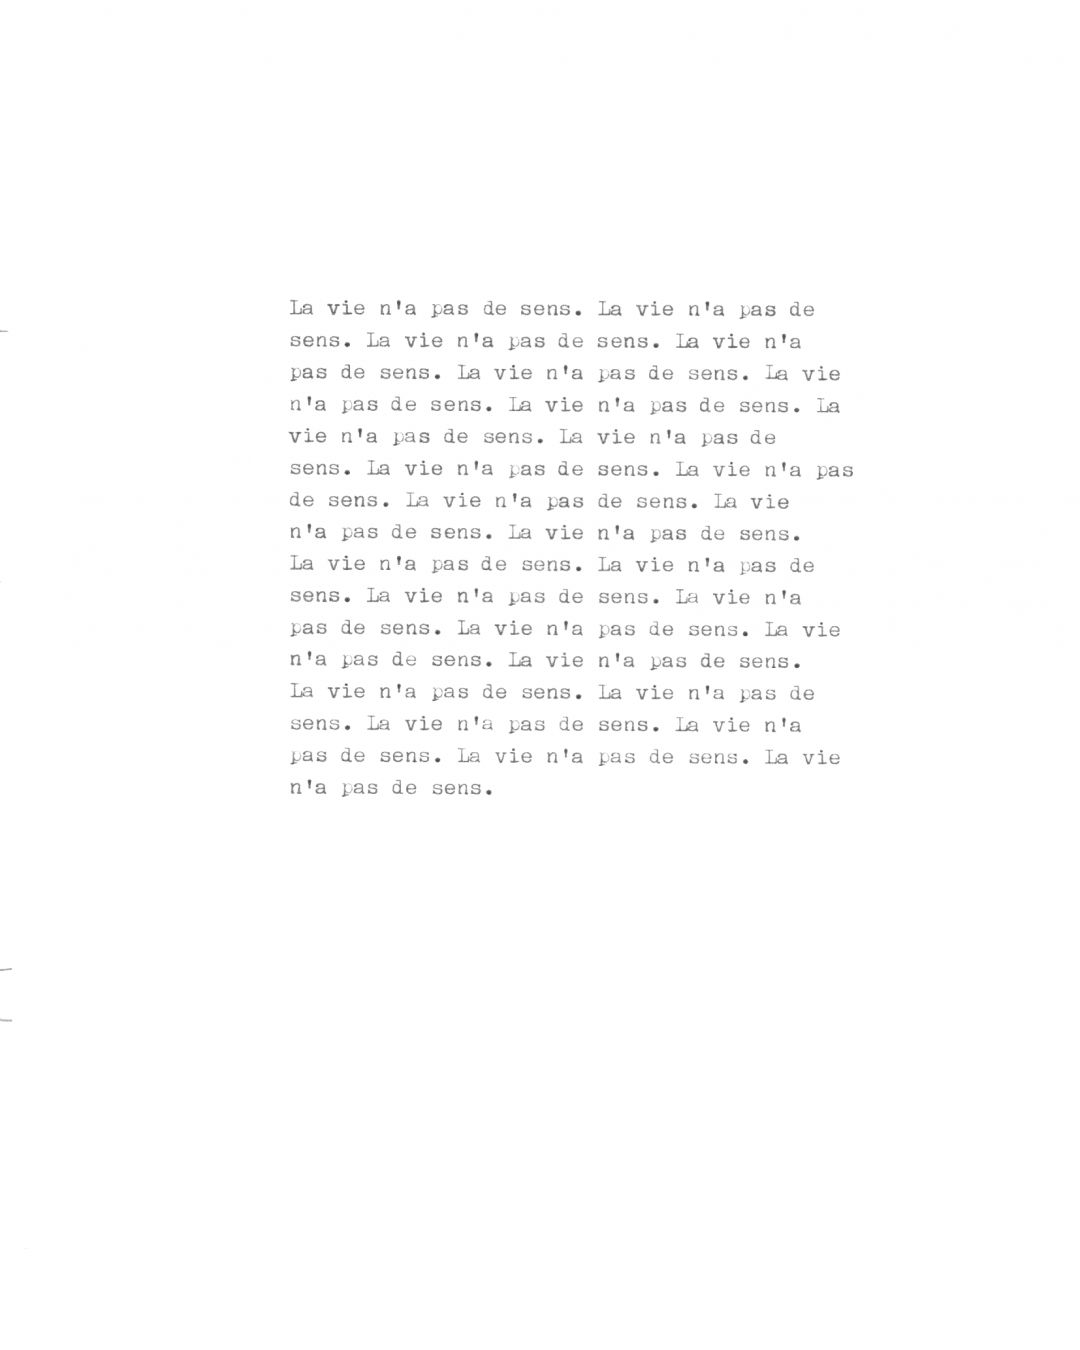 La vie n'a pas de sens. La vie n'a pas de
sens. La vie n'a pas de sens. La vie n'a
pas de sens. La vie n'a pas de sens. La vie
n'a pas de sens. La vie n'a pas de sens. La
vie n'a pas de sens. La vie n'a pas de
sens. La vie n'a pas de sens. La vie n'a pas
de sens. La vie n'a pas de sens. La vie
n'a pas de sens. La vie n'a pas de sens.
La vie n'a pas de sens. La vie n'a pas de
sens. La vie n'a pas de sens. La vie n'a
pas de sens. La vie n'a pas de sens. La vie
n'a pas de sens. La vie n'a pas de sens.
La vie n'a pas de sens. La vie n'a pas de
sens. La vie n'a pas de sens. La vie n'a
pas de sens. La vie n'a pas de sens. La vie
n'a pas de sens.